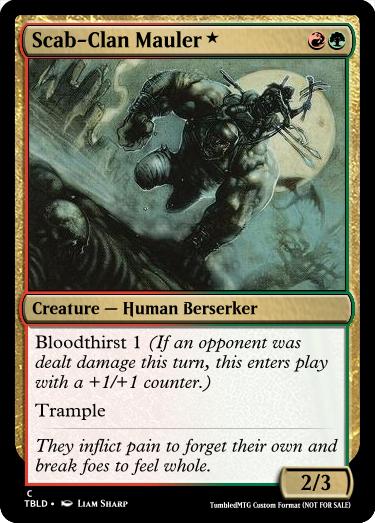 Scab-Clan Mauler ★
Creature — Human Berserker
Bloodthirst 1 (If an opponent was
dealt damage this turn, this enters play
with a +1/+1 counter.)
Trample
They inflict pain to forget their own and
break foes to feel whole.
2/3
C
TBLD • Liam Sharp
TumbledMTG Custom Format (NOT FOR SALE)